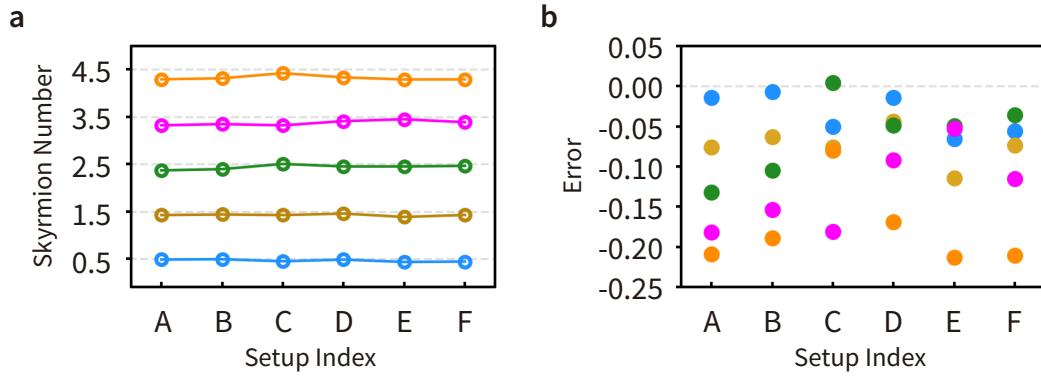 a
Skyrmion Number
4.5
3.5
2.5
1.5
0.5
A B C D E F
Setup Index
b
Error
0.05
0.00
-0.05
-0.10
-0.15
-0.20
-0.25
A B C D E F
Setup Index